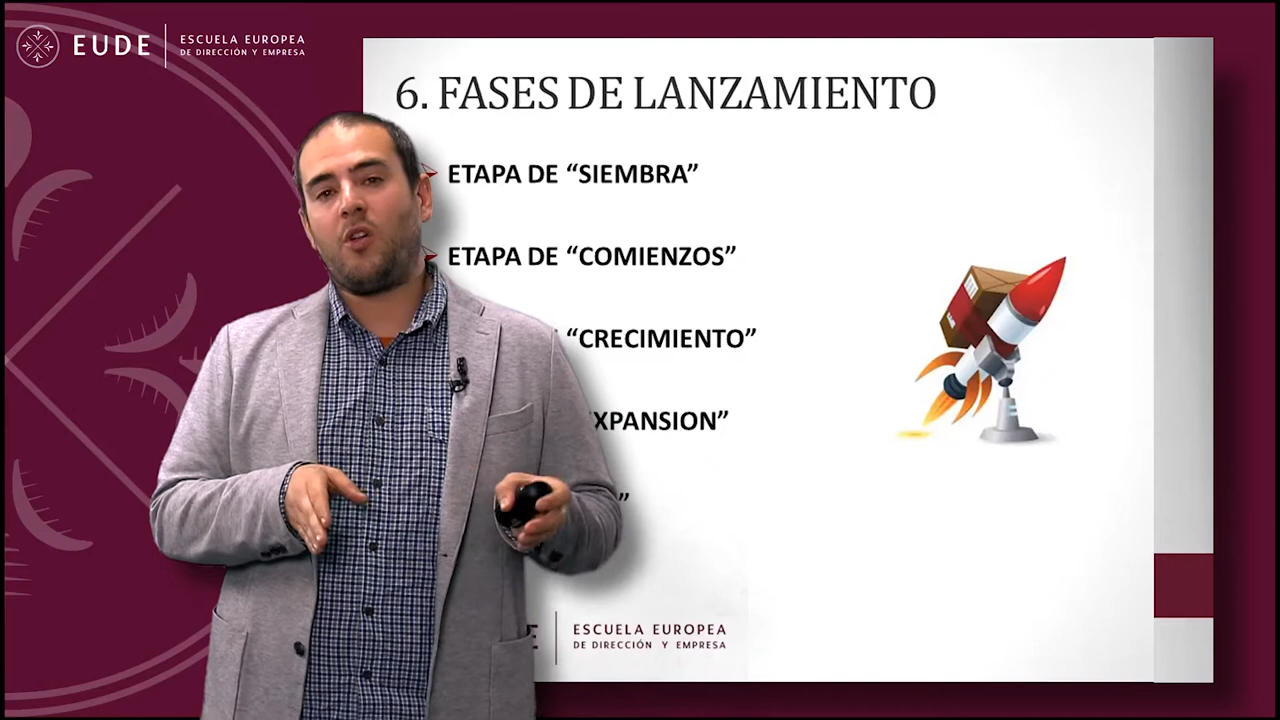 EUDE
ESCUELA EUROPEA
DE DIRECCIÓN Y EMPRESA
6. FASES DE LANZAMIENTO
ETAPA DE “SIEMBRA”
ETAPA DE “COMIENZOS”
“CRECIMIENTO”
XPANSION”
”
E
ESCUELA EUROPEA
DE DIRECCIÓN Y EMPRESA